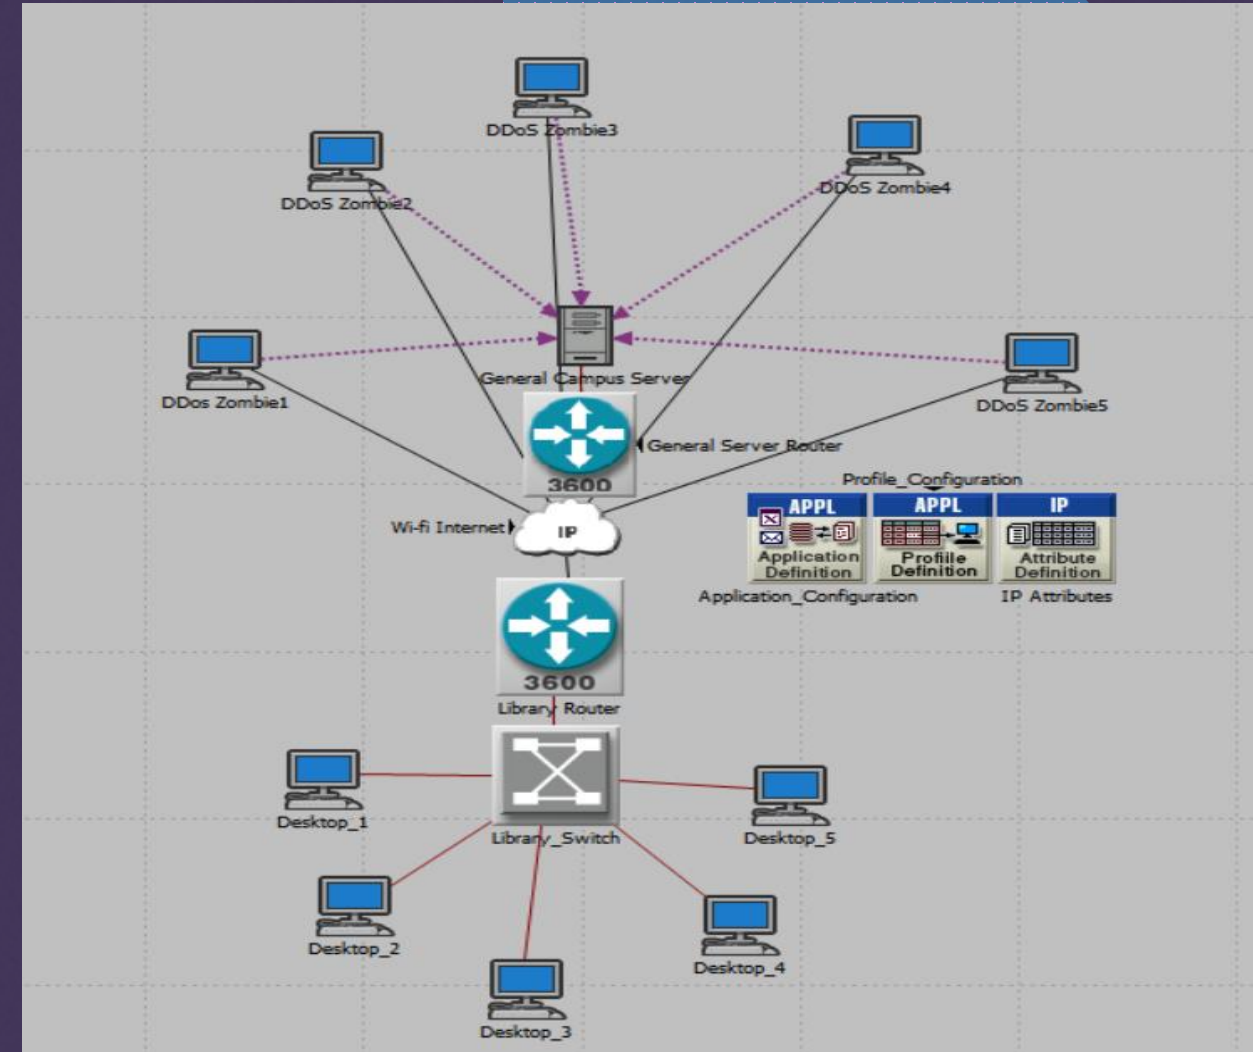 DDoS Zombie3
DDoS Zombie4
DDoS Zombie2
General Campus Server
DDos Zombie1
DDoS Zombie5
General Server Router
3600
Profile_Configuration
Wi-fi Internet
IP
APPL
Application
Definition
APPL
Profiile
Definition
IP
Attribute
Definition
Application_Configuration
IP Attributes
3600
Library Router
Desktop_1
Library_Switch
Desktop_5
Desktop_2
Desktop_4
Desktop_3